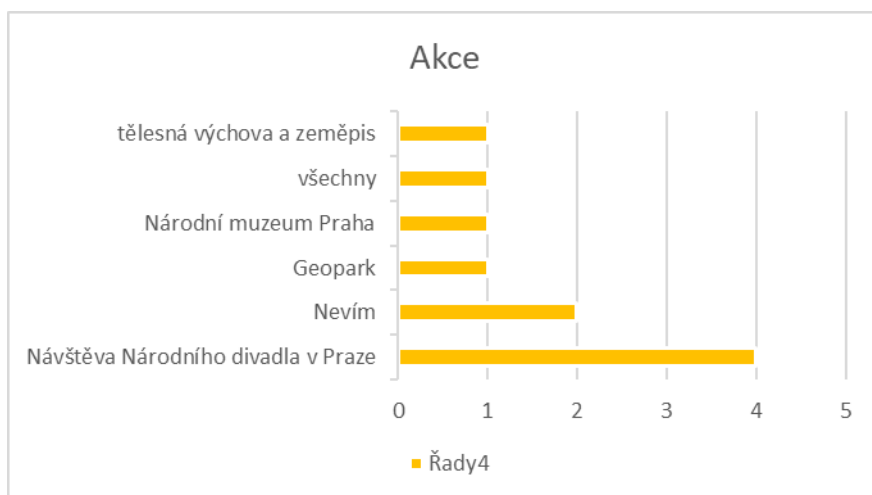 Akce
tělesná výchova a zeměpis
všechny
Národní muzeum Praha
Geopark
Nevím
Návštěva Národního divadla v Praze
0 1 2 3 4 5
Řady4